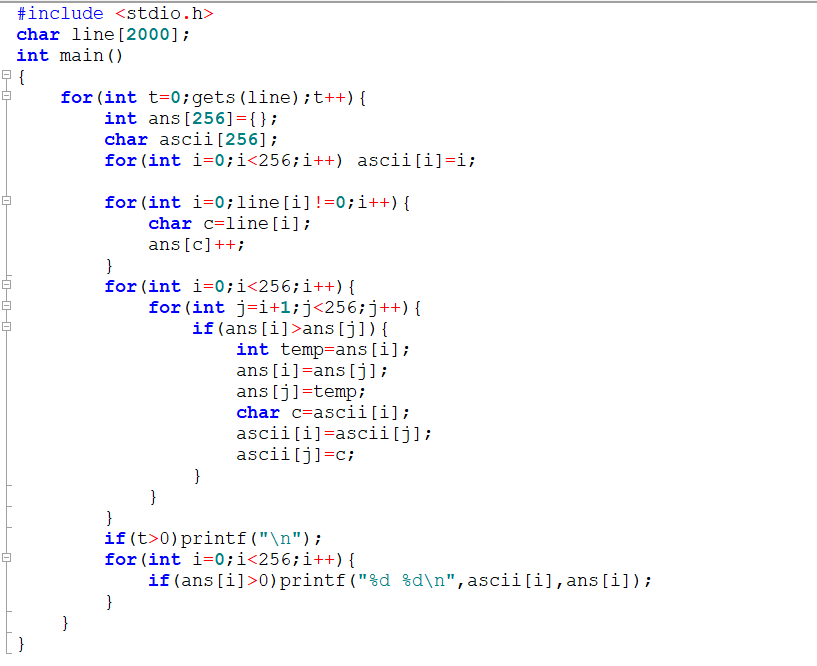 #include <stdio.h>
char line[2000];
int main()
{
    for(int t=0;gets(line);t++){
        int ans[256]={};
        char ascii[256];
        for(int i=0;i<256;i++) ascii[i]=i;

        for(int i=0;line[i]!=0;i++){
            char c=line[i];
            ans[c]++;
        }
        for(int i=0;i<256;i++){
            for(int j=i+1;j<256;j++){
                if(ans[i]>ans[j]){
                    int temp=ans[i];
                    ans[i]=ans[j];
                    ans[j]=temp;
                    char c=ascii[i];
                    ascii[i]=ascii[j];
                    ascii[j]=c;
                }
            }
        }
        if(t>0)printf("\n");
        for(int i=0;i<256;i++){
            if(ans[i]>0)printf("%d %d\n",ascii[i],ans[i]);
        }
    }
}